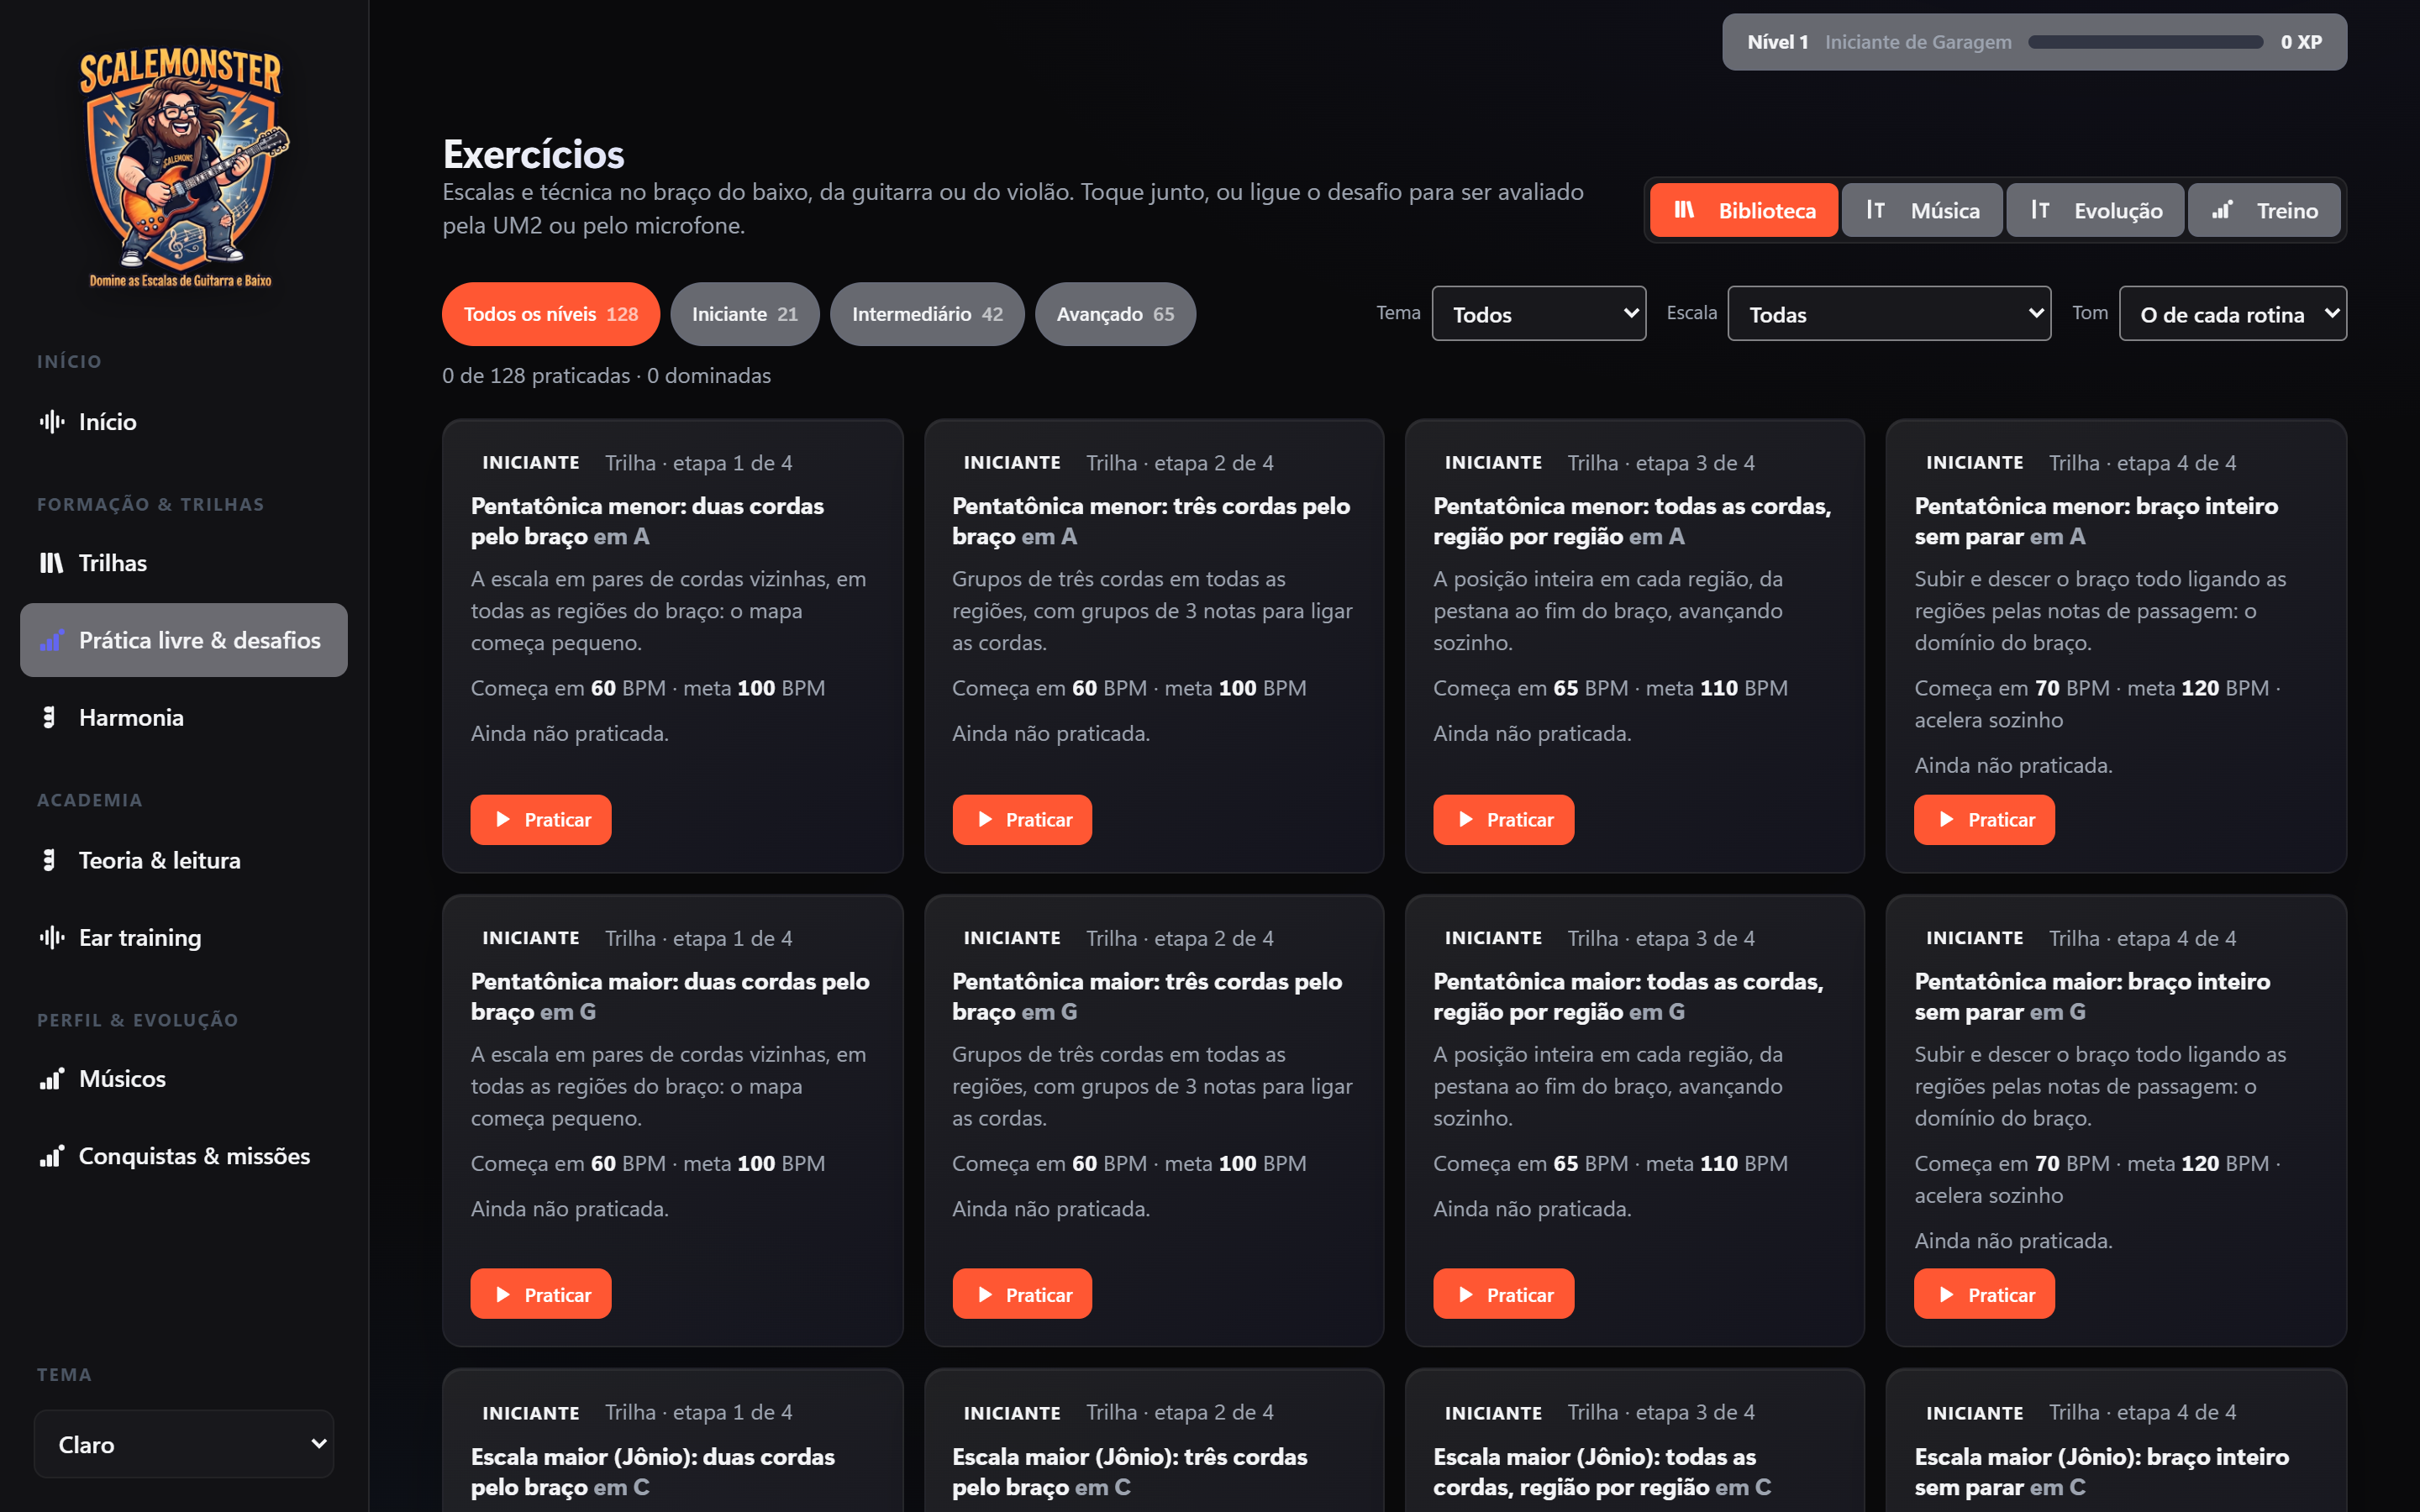 SCALEMONSTER
SCALEMONS
Domine as Escalas de Guitarra e Baixo
INÍCIO
Início
FORMAÇÃO & TRILHAS
Trilhas
Prática livre & desafios
Harmonia
ACADEMIA
Teoria & leitura
Ear training
PERFIL & EVOLUÇÃO
Músicos
Conquistas & missões
TEMA
Claro
Nível 1 Iniciante de Garagem 0 XP
Exercícios
Escalas e técnica no braço do baixo, da guitarra ou do violão. Toque junto, ou ligue o desafio para ser avaliado
pela UM2 ou pelo microfone.
Biblioteca Música Evolução Treino
Todos os níveis 128 Iniciante 21 Intermediário 42 Avançado 65
Tema Todos Escala Todas Tom O de cada rotina
0 de 128 praticadas · 0 dominadas
INICIANTE Trilha · etapa 1 de 4
Pentatônica menor: duas cordas
pelo braço em A
A escala em pares de cordas vizinhas, em
todas as regiões do braço: o mapa
começa pequeno.
Começa em 60 BPM · meta 100 BPM
Ainda não praticada.
Praticar
INICIANTE Trilha · etapa 2 de 4
Pentatônica menor: três cordas pelo
braço em A
Grupos de três cordas em todas as
regiões, com grupos de 3 notas para ligar
as cordas.
Começa em 60 BPM · meta 100 BPM
Ainda não praticada.
Praticar
INICIANTE Trilha · etapa 3 de 4
Pentatônica menor: todas as cordas,
região por região em A
A posição inteira em cada região, da
pestana ao fim do braço, avançando
sozinho.
Começa em 65 BPM · meta 110 BPM
Ainda não praticada.
Praticar
INICIANTE Trilha · etapa 4 de 4
Pentatônica menor: braço inteiro
sem parar em A
Subir e descer o braço todo ligando as
regiões pelas notas de passagem: o
domínio do braço.
Começa em 70 BPM · meta 120 BPM ·
acelera sozinho
Ainda não praticada.
Praticar
INICIANTE Trilha · etapa 1 de 4
Pentatônica maior: duas cordas pelo
braço em G
A escala em pares de cordas vizinhas, em
todas as regiões do braço: o mapa
começa pequeno.
Começa em 60 BPM · meta 100 BPM
Ainda não praticada.
Praticar
INICIANTE Trilha · etapa 2 de 4
Pentatônica maior: três cordas pelo
braço em G
Grupos de três cordas em todas as
regiões, com grupos de 3 notas para ligar
as cordas.
Começa em 60 BPM · meta 100 BPM
Ainda não praticada.
Praticar
INICIANTE Trilha · etapa 3 de 4
Pentatônica maior: todas as cordas,
região por região em G
A posição inteira em cada região, da
pestana ao fim do braço, avançando
sozinho.
Começa em 65 BPM · meta 110 BPM
Ainda não praticada.
Praticar
INICIANTE Trilha · etapa 4 de 4
Pentatônica maior: braço inteiro
sem parar em G
Subir e descer o braço todo ligando as
regiões pelas notas de passagem: o
domínio do braço.
Começa em 70 BPM · meta 120 BPM ·
acelera sozinho
Ainda não praticada.
Praticar
INICIANTE Trilha · etapa 1 de 4
Escala maior (Jônio): duas cordas
pelo braço em C
INICIANTE Trilha · etapa 2 de 4
Escala maior (Jônio): três cordas
pelo braço em C
INICIANTE Trilha · etapa 3 de 4
Escala maior (Jônio): todas as
cordas, região por região em C
INICIANTE Trilha · etapa 4 de 4
Escala maior (Jônio): braço inteiro
sem parar em C